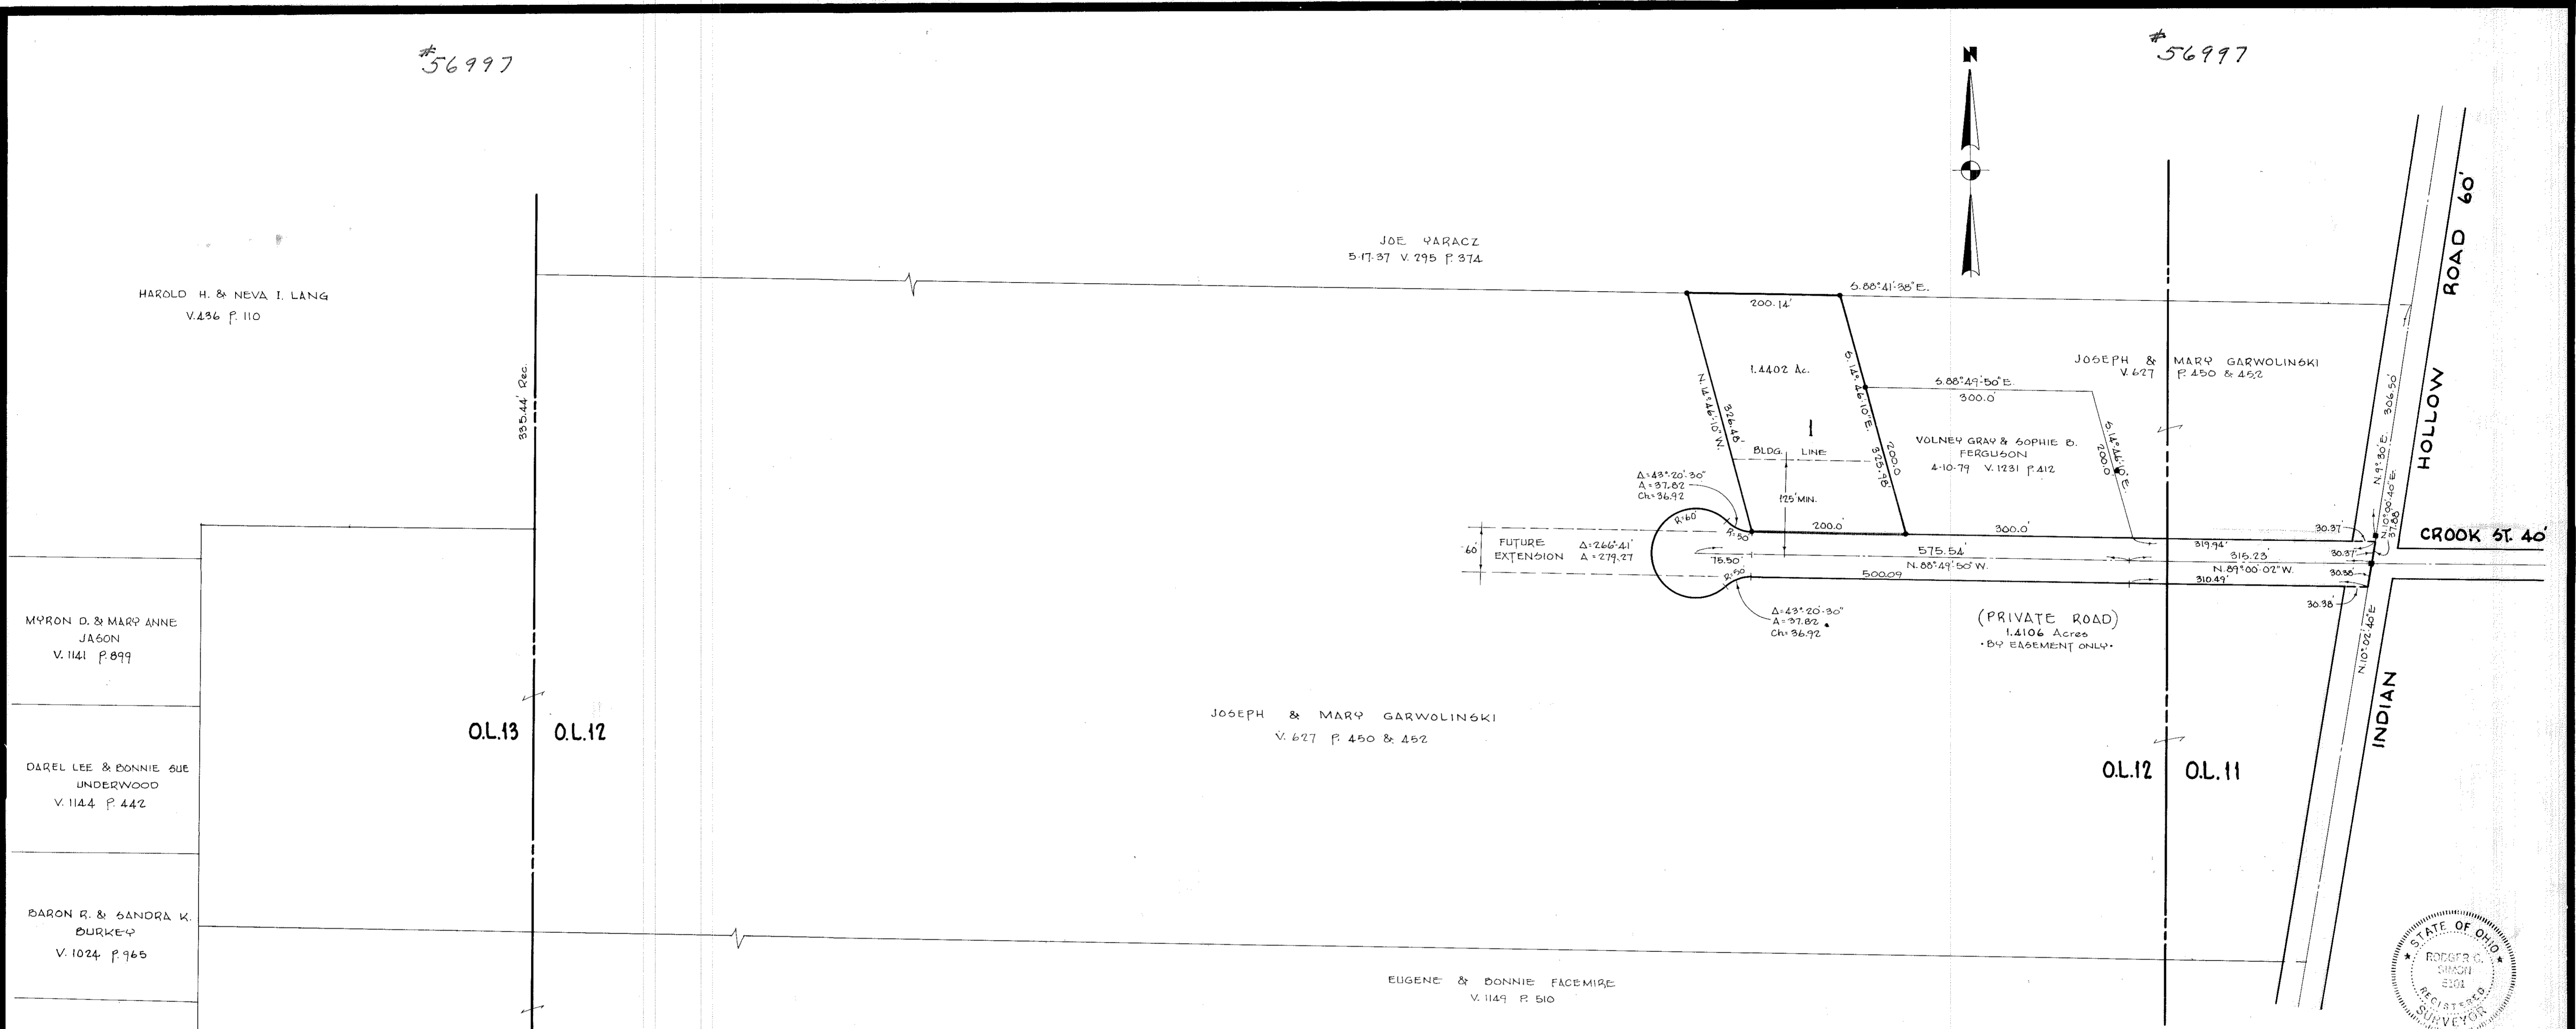 #56997
#56997
N
JOE YARACZ
5-17-37 V. 295 P. 374
HAROLD H. & NEVA I. LANG
V.436 P. 110
335.44' Rec.
S.88°41'38"E.
200.14'
1.4402 Ac.
N.14°46'10"W.
326.48'
S.14°46'10"E.
325.98'
200.0
1
BLDG. LINE
125' MIN.
S.88°49'50"E.
300.0'
VOLNEY GRAY & SOPHIE B.
FERGUSON
4-10-79 V.1231 P.412
S.14°46'10"E.
200.0
JOSEPH & MARY GARWOLINSKI
V.627 P.450 & 452
N.9°30'E. 306.50'
N.10°00'40"E.
37.88
HOLLOW ROAD 60'
CROOK ST. 40'
Δ=43°-20'-30"
A=37.82
Ch=36.92
R=60'
R=50'
200.0'
300.0'
30.37'
60'
FUTURE
EXTENSION
Δ=266°41'
A=279.27
75.50'
575.54'
N.88°49'50"W.
319.94'
315.23'
30.37'
N.89°00'02"W.
30.38'
R=50'
500.09
310.49'
30.38'
Δ=43°-20'-30"
A=37.82
Ch=36.92
(PRIVATE ROAD)
1.4106 Acres
•BY EASEMENT ONLY•
N.10°02'40"E.
INDIAN
MYRON D. & MARY ANNE
JASON
V. 1141 P.899
JOSEPH & MARY GARWOLINSKI
V. 627 P. 450 & 452
O.L.13 O.L.12
O.L.12 O.L.11
DAREL LEE & BONNIE SUE
UNDERWOOD
V. 1144 P. 442
BARON R. & SANDRA K.
BURKEY
V. 1024 P.965
EUGENE & BONNIE FACEMIRE
V. 1149 P. 510
STATE OF OHIO
RODGER G.
SIMON
REGISTERED
SURVEYOR